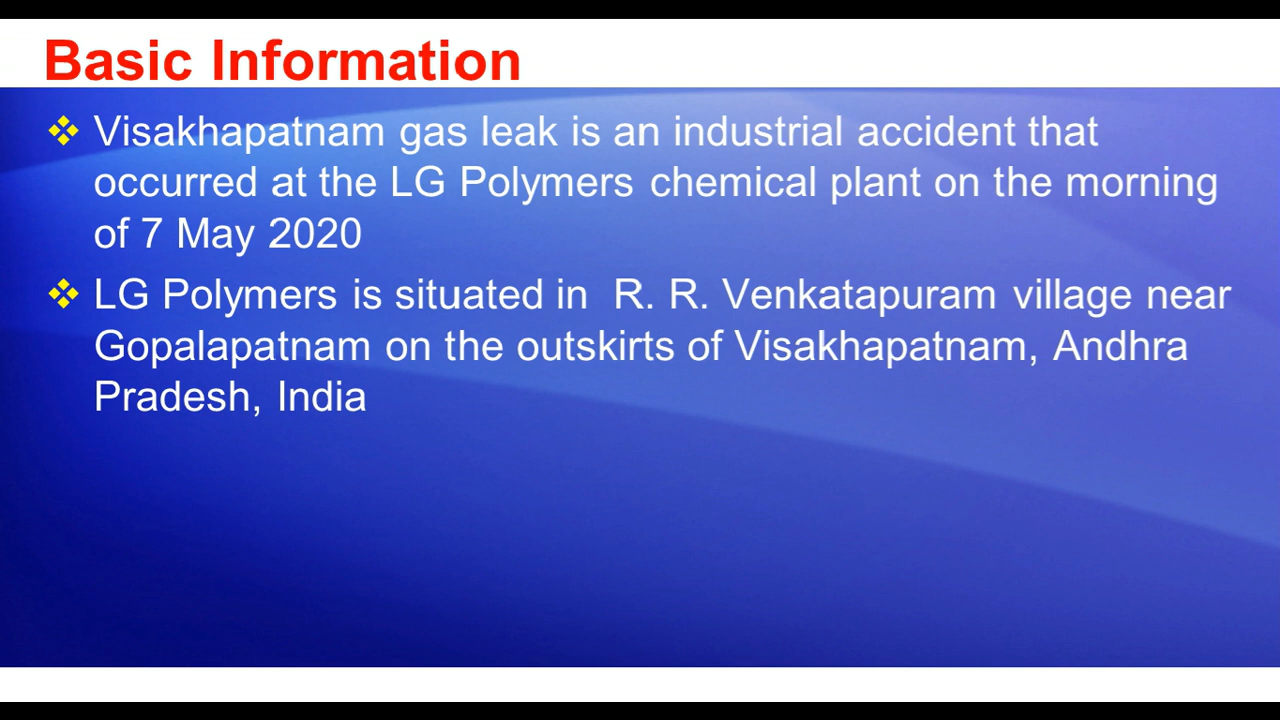 Basic Information
❖ Visakhapatnam gas leak is an industrial accident that
occurred at the LG Polymers chemical plant on the morning
of 7 May 2020
❖ LG Polymers is situated in  R. R. Venkatapuram village near
Gopalapatnam on the outskirts of Visakhapatnam, Andhra
Pradesh, India